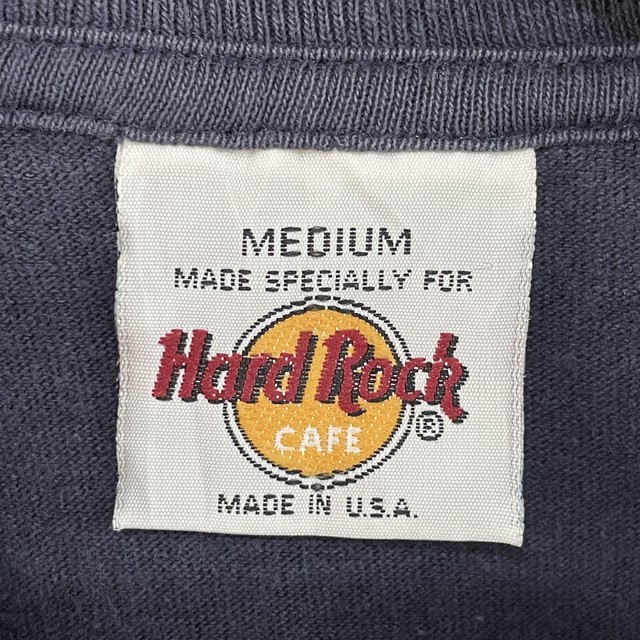 MEDIUM
MADE SPECIALLY FOR
Hard Rock
CAFE ®
MADE IN U.S.A.